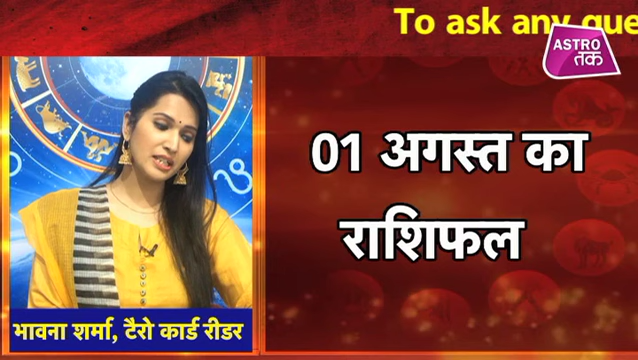 To ask any que
ASTRO
तक
01 अगस्त का
राशिफल
भावना शर्मा, टैरो कार्ड रीडर